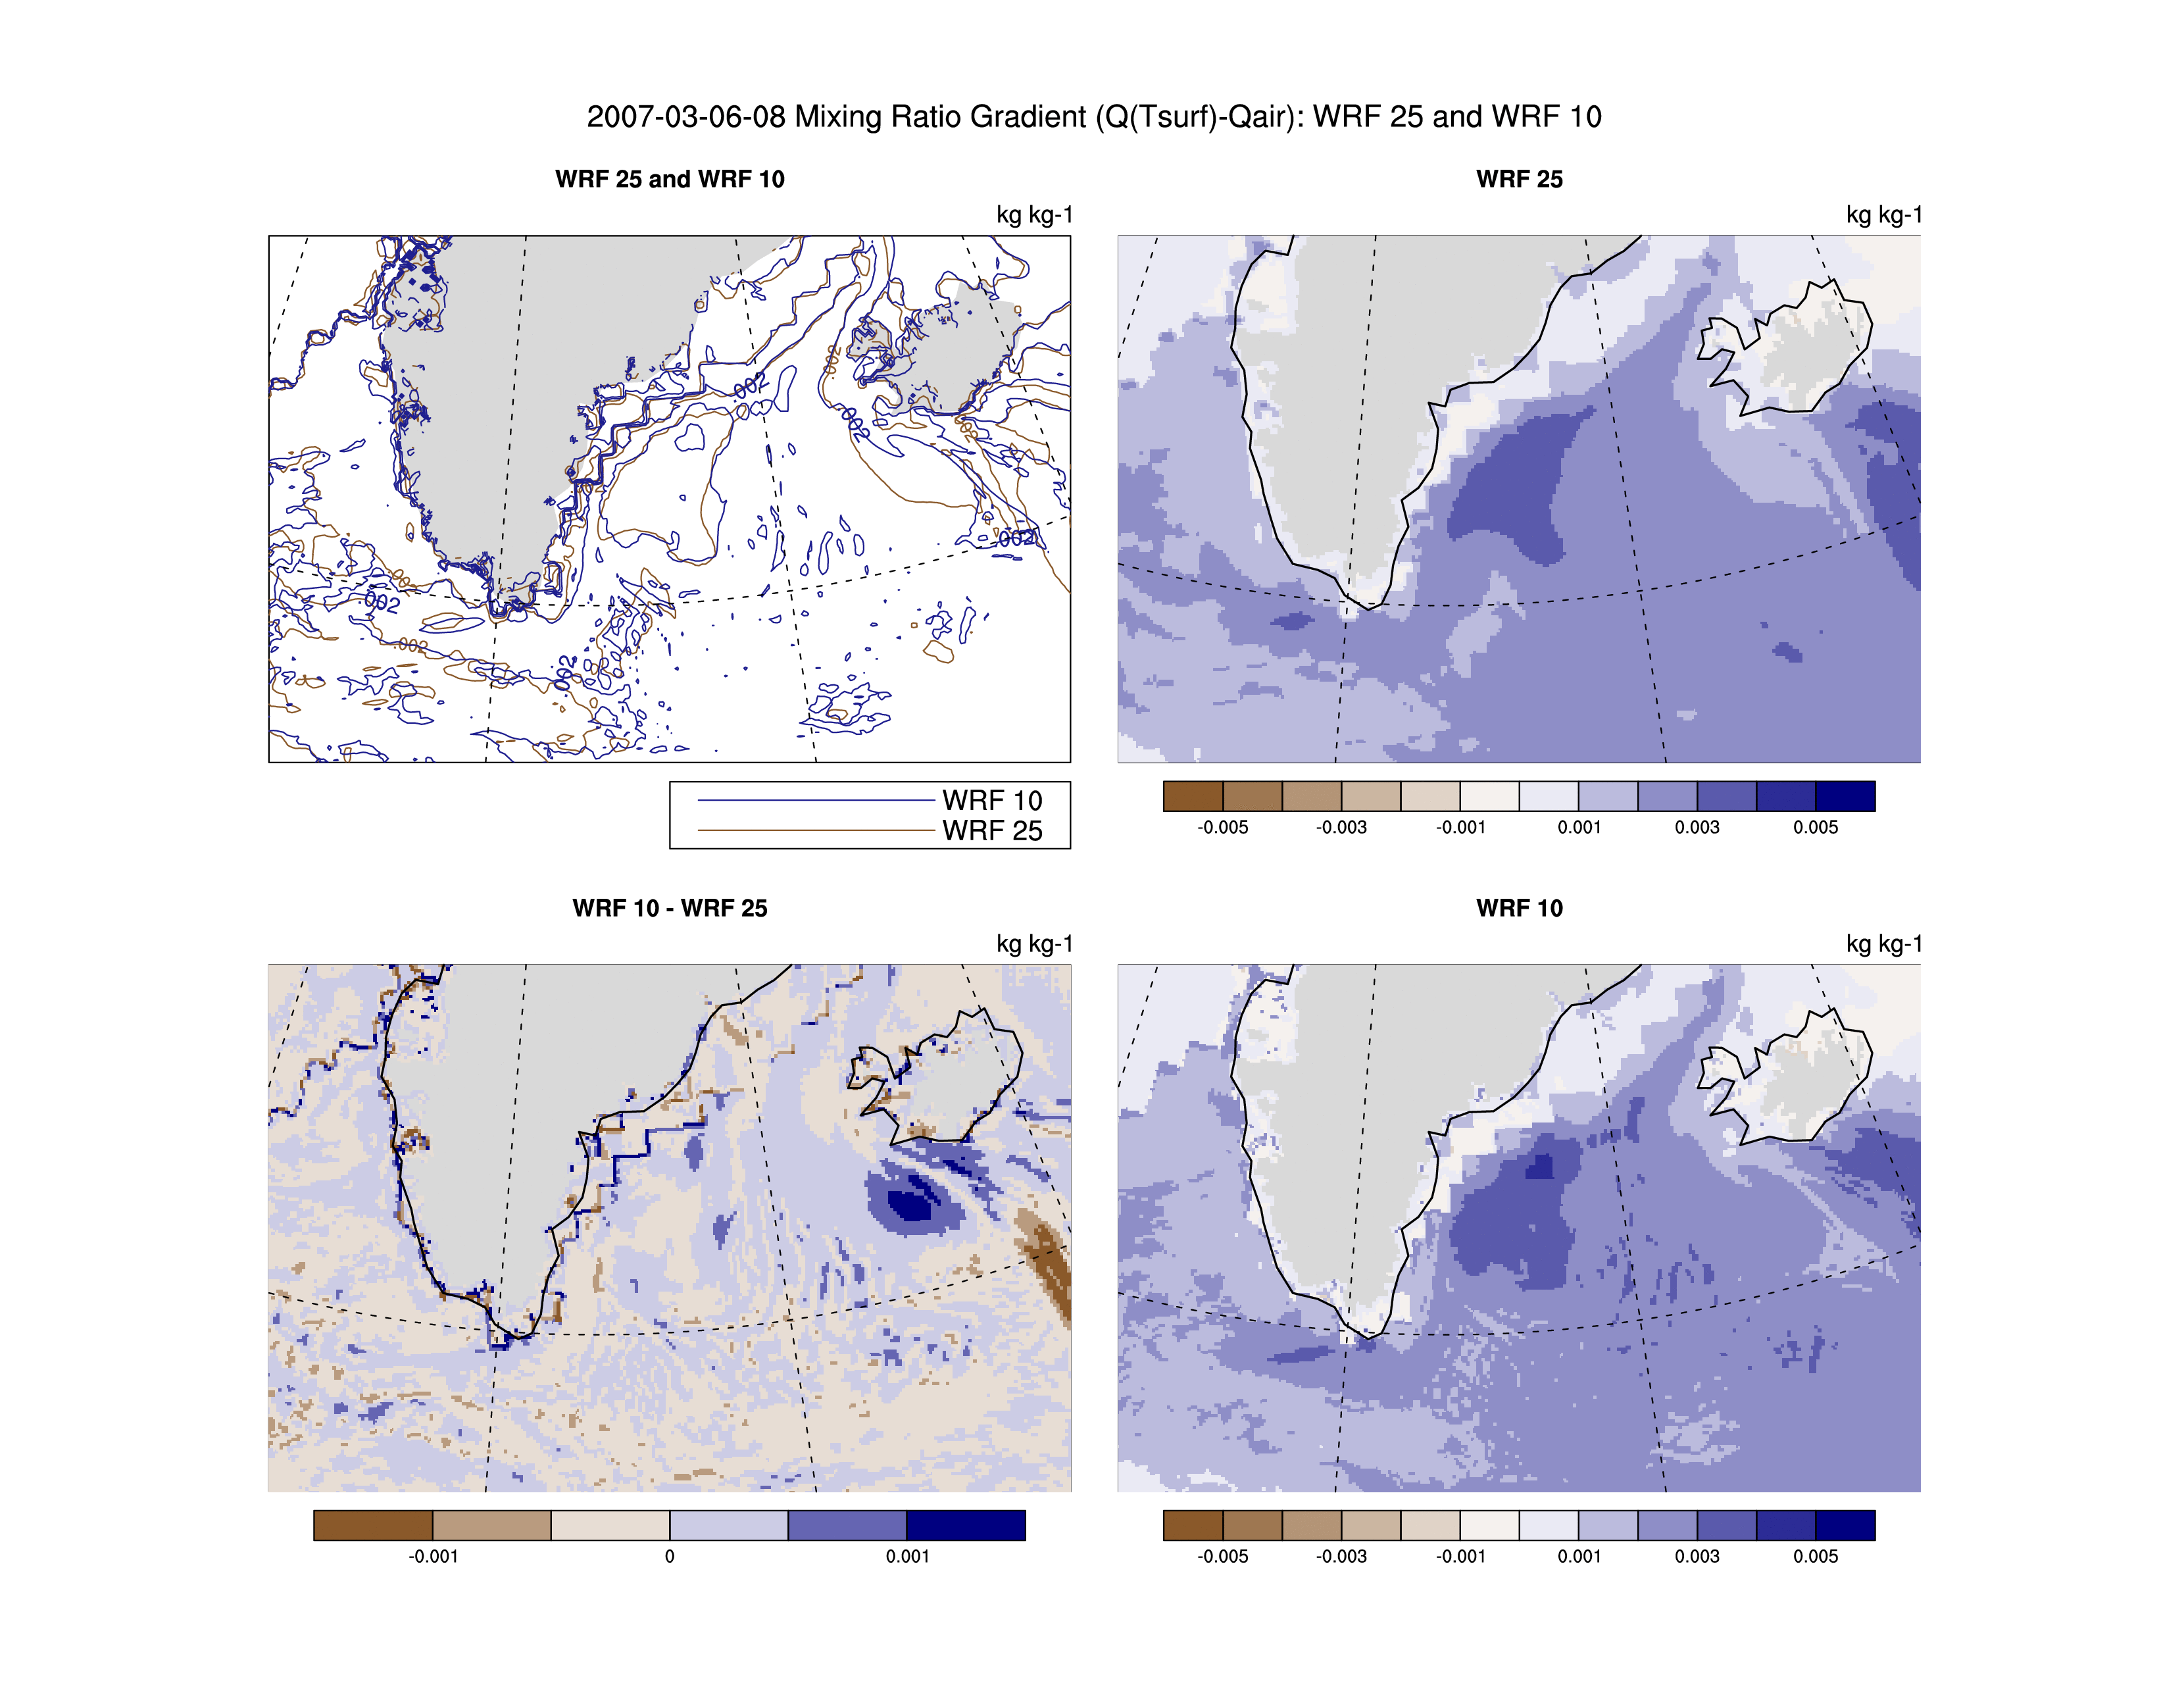 2007-03-06-08 Mixing Ratio Gradient (Q(Tsurf)-Qair): WRF 25 and WRF 10
WRF 25 and WRF 10
kg kg-1
.002
.002
.002
.002
.002
.002
.002
WRF 10
WRF 25
WRF 25
kg kg-1
-0.005 -0.003 -0.001 0.001 0.003 0.005
WRF 10 - WRF 25
kg kg-1
-0.001 0 0.001
WRF 10
kg kg-1
-0.005 -0.003 -0.001 0.001 0.003 0.005